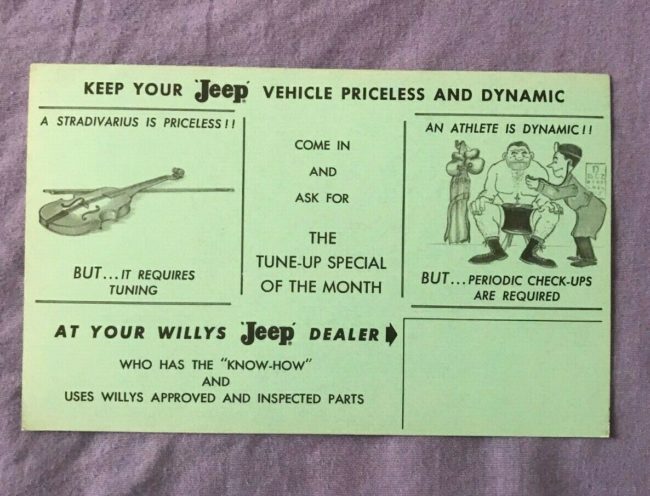 KEEP YOUR 'Jeep' VEHICLE PRICELESS AND DYNAMIC
A STRADIVARIUS IS PRICELESS!!
BUT...IT REQUIRES
TUNING
COME IN
AND
ASK FOR
THE
TUNE-UP SPECIAL
OF THE MONTH
AN ATHLETE IS DYNAMIC!!
BUT...PERIODIC CHECK-UPS
ARE REQUIRED
AT YOUR WILLYS 'Jeep' DEALER
WHO HAS THE "KNOW-HOW"
AND
USES WILLYS APPROVED AND INSPECTED PARTS